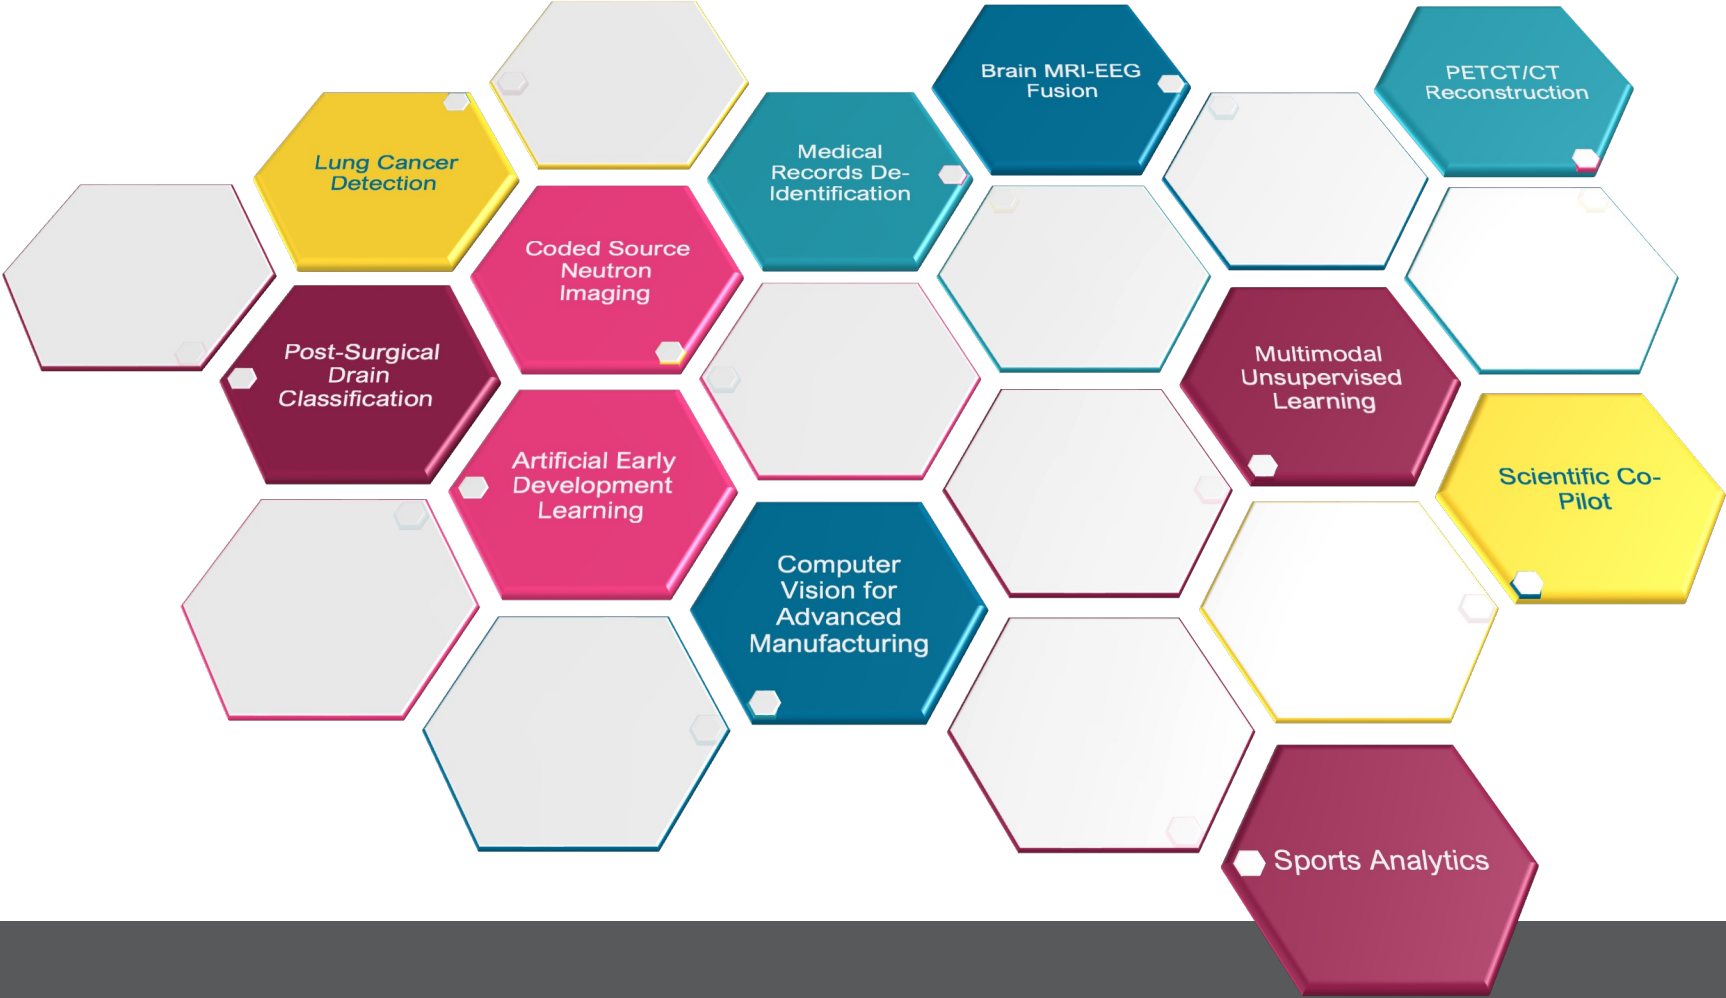 Brain MRI-EEG
Fusion
PETCT/CT
Reconstruction
Lung Cancer
Detection
Medical
Records De-
Identification
Coded Source
Neutron
Imaging
Post-Surgical
Drain
Classification
Multimodal
Unsupervised
Learning
Artificial Early
Development
Learning
Scientific Co-
Pilot
Computer
Vision for
Advanced
Manufacturing
Sports Analytics